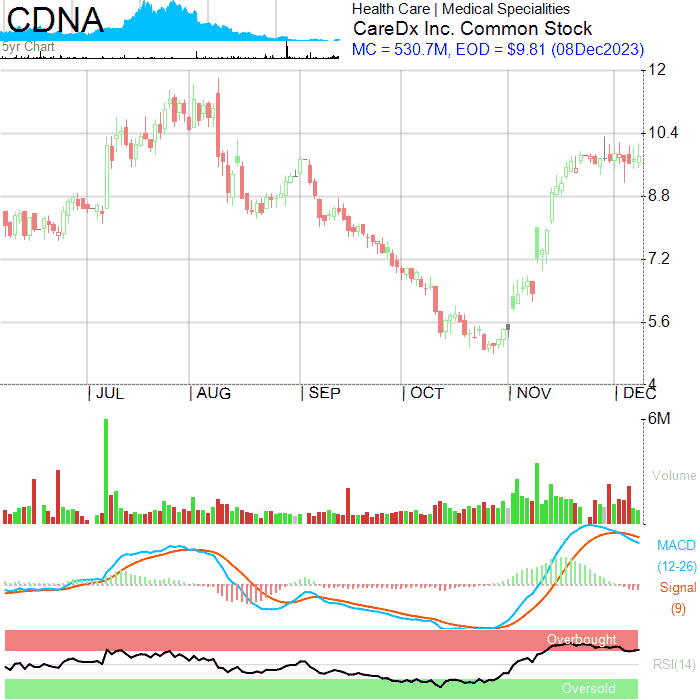 CDNA
Health Care | Medical Specialities
CareDx Inc. Common Stock
5yr Chart
MC = 530.7M, EOD = $9.81 (08Dec2023)
12
10.4
8.8
7.2
5.6
4
JUL AUG SEP OCT NOV DEC
6M
Volume
MACD
(12-26)
Signal
(9)
Overbought
RSI(14)
Oversold